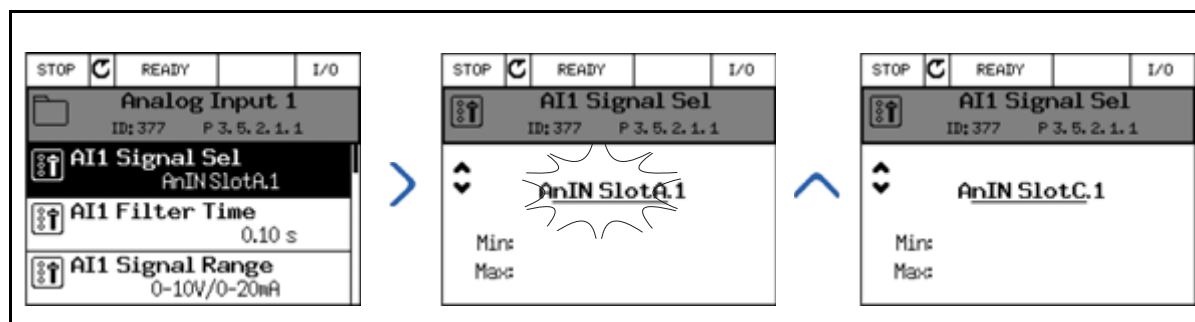 STOP READY I/O
Analog Input 1
ID:377 P3.5.2.1.1
AI1 Signal Sel
AnIN SlotA.1
AI1 Filter Time
0.10 s
AI1 Signal Range
0-10V/0-20mA
STOP READY I/O
AI1 Signal Sel
ID:377 P3.5.2.1.1
AnIN SlotA.1
Min:
Max:
STOP READY I/O
AI1 Signal Sel
ID:377 P3.5.2.1.1
AnIN SlotC.1
Min:
Max: